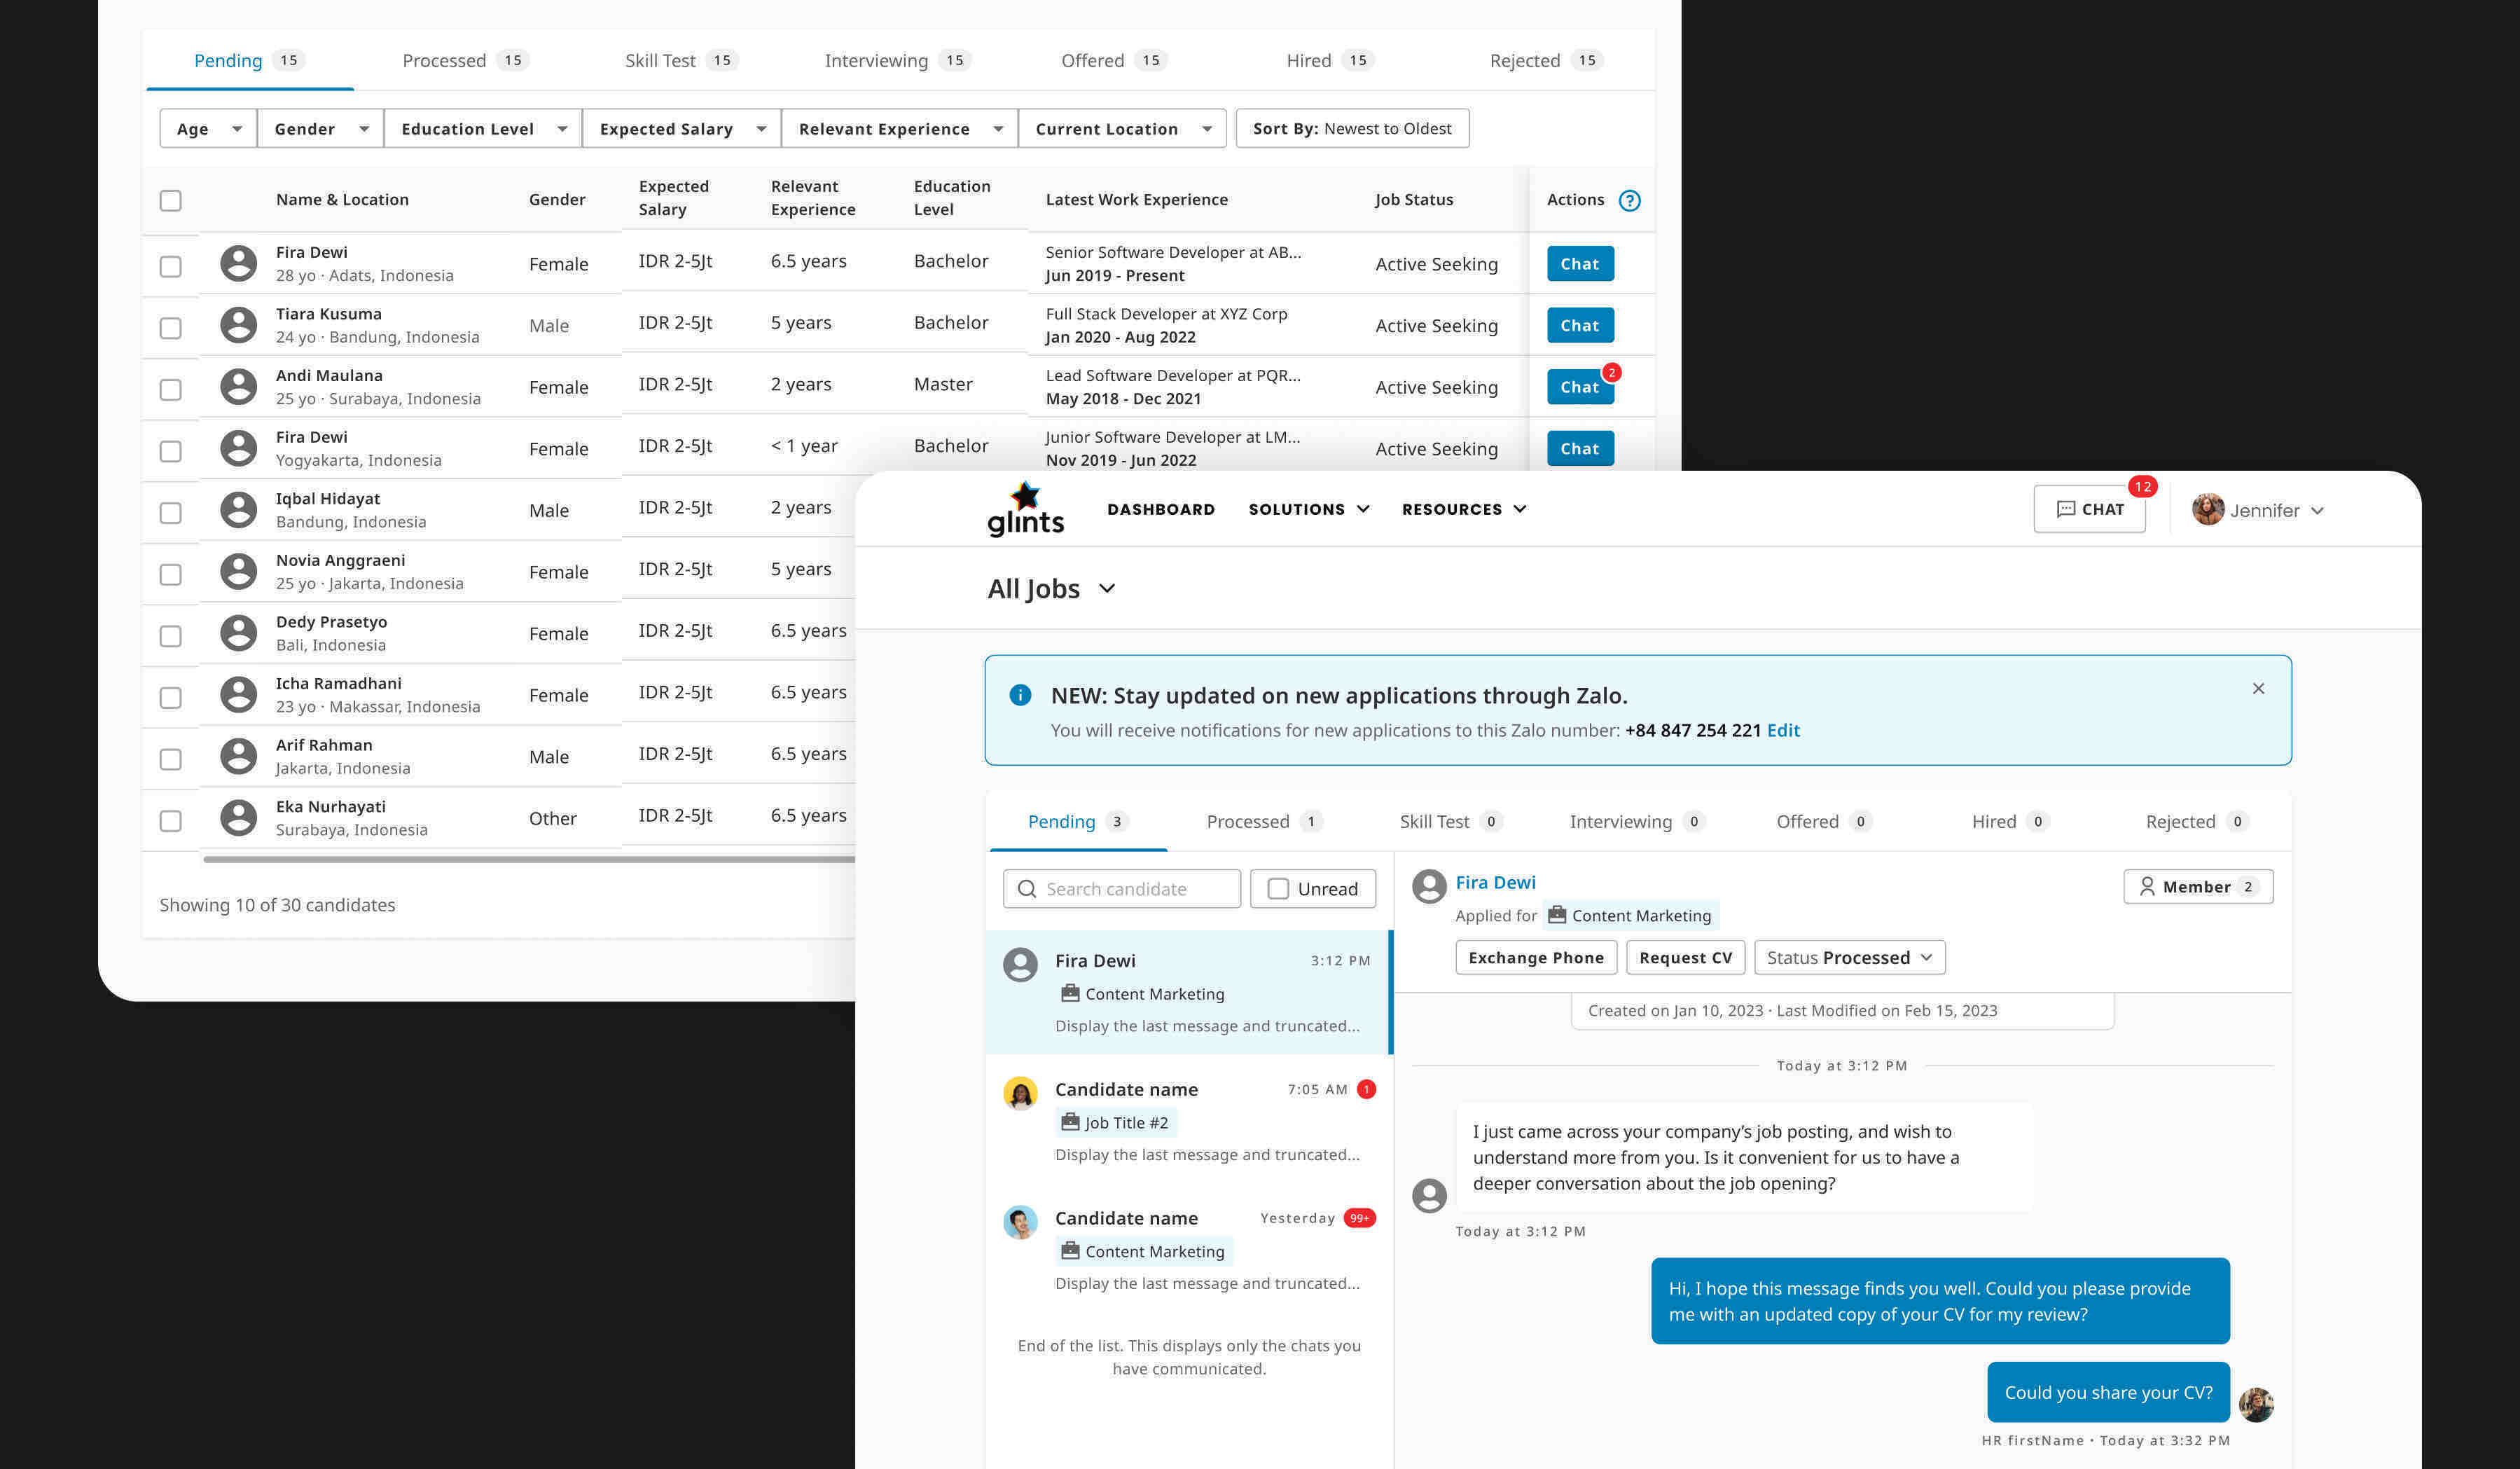 Pending 15 Processed 15 Skill Test 15 Interviewing 15 Offered 15 Hired 15 Rejected 15
Age Gender Education Level Expected Salary Relevant Experience Current Location Sort By: Newest to Oldest
Name & Location Gender Expected Salary Relevant Experience Education Level Latest Work Experience Job Status Actions ?
Fira Dewi
28 yo · Adats, Indonesia
Female IDR 2-5Jt 6.5 years Bachelor
Senior Software Developer at AB...
Jun 2019 - Present
Active Seeking Chat
Tiara Kusuma
24 yo · Bandung, Indonesia
Male IDR 2-5Jt 5 years Bachelor
Full Stack Developer at XYZ Corp
Jan 2020 - Aug 2022
Active Seeking Chat
Andi Maulana
25 yo · Surabaya, Indonesia
Female IDR 2-5Jt 2 years Master
Lead Software Developer at PQR...
May 2018 - Dec 2021
Active Seeking Chat 2
Fira Dewi
Yogyakarta, Indonesia
Female IDR 2-5Jt < 1 year Bachelor
Junior Software Developer at LM...
Nov 2019 - Jun 2022
Active Seeking Chat
Iqbal Hidayat
Bandung, Indonesia
Male IDR 2-5Jt 2 years
Novia Anggraeni
25 yo · Jakarta, Indonesia
Female IDR 2-5Jt 5 years
Dedy Prasetyo
Bali, Indonesia
Female IDR 2-5Jt 6.5 years
Icha Ramadhani
23 yo · Makassar, Indonesia
Female IDR 2-5Jt 6.5 years
Arif Rahman
Jakarta, Indonesia
Male IDR 2-5Jt 6.5 years
Eka Nurhayati
Surabaya, Indonesia
Other IDR 2-5Jt 6.5 years
Showing 10 of 30 candidates
glints DASHBOARD SOLUTIONS RESOURCES CHAT 12 Jennifer
All Jobs
NEW: Stay updated on new applications through Zalo.
You will receive notifications for new applications to this Zalo number: +84 847 254 221 Edit
Pending 3 Processed 1 Skill Test 0 Interviewing 0 Offered 0 Hired 0 Rejected 0
Search candidate Unread
Fira Dewi 3:12 PM
Content Marketing
Display the last message and truncated...
Candidate name 7:05 AM 1
Job Title #2
Display the last message and truncated...
Candidate name Yesterday 99+
Content Marketing
Display the last message and truncated...
End of the list. This displays only the chats you
have communicated.
Fira Dewi
Applied for Content Marketing
Member 2
Exchange Phone Request CV Status Processed
Created on Jan 10, 2023 · Last Modified on Feb 15, 2023
Today at 3:12 PM
I just came across your company’s job posting, and wish to
understand more from you. Is it convenient for us to have a
deeper conversation about the job opening?
Today at 3:12 PM
Hi, I hope this message finds you well. Could you please provide
me with an updated copy of your CV for my review?
Could you share your CV?
HR firstName • Today at 3:32 PM